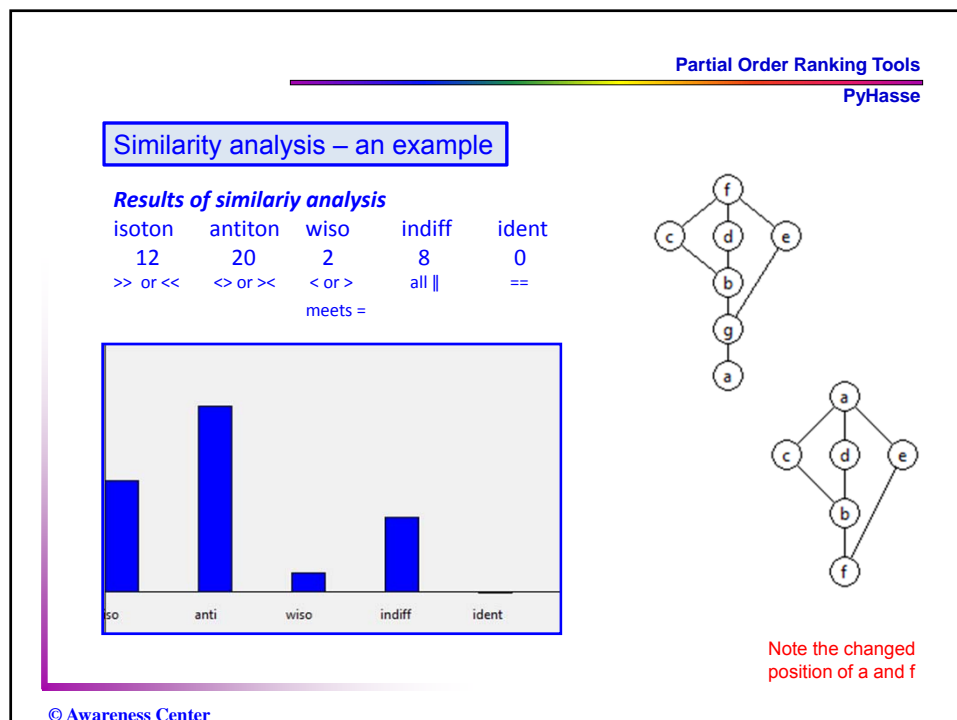 Partial Order Ranking Tools
PyHasse
Similarity analysis – an example
Results of similariy analysis
isoton antiton wiso indiff ident
12 20 2 8 0
>> or << <> or >< < or > all ‖ ==
meets =
iso anti wiso indiff ident
f
c d e
b
g
a
a
c d e
b
f
Note the changed
position of a and f
© Awareness Center